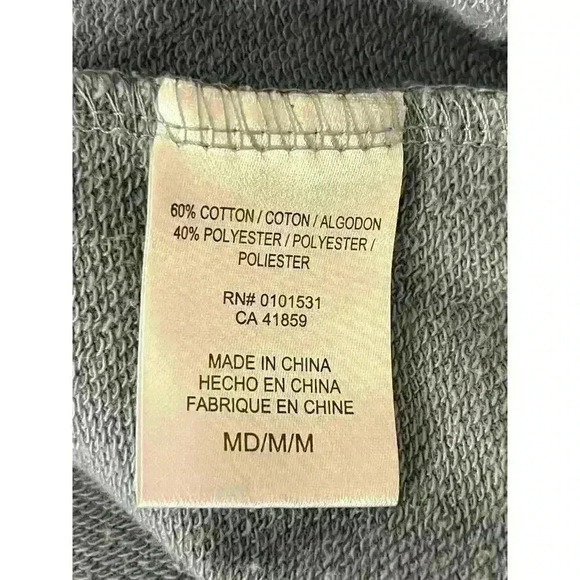 60% COTTON / COTON / ALGODON
40% POLYESTER / POLYESTER /
POLIESTER
RN# 0101531
CA 41859
MADE IN CHINA
HECHO EN CHINA
FABRIQUE EN CHINE
MD/M/M